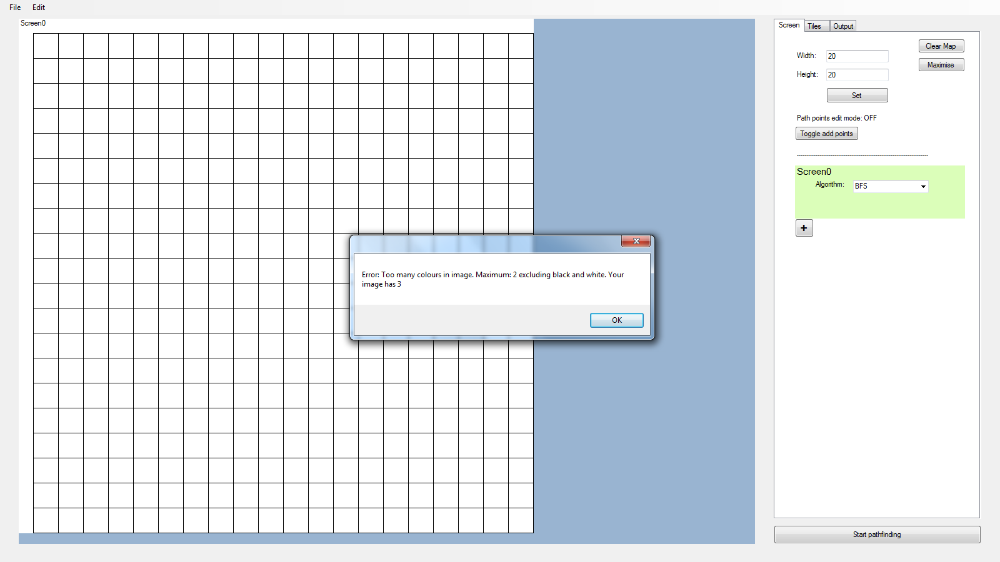 File Edit
Screen0
Screen Tiles Output
Clear Map
Width: 20
Maximise
Height: 20
Set
Path points edit mode: OFF
Toggle add points
Screen0
Algorithm: BFS
+
Error: Too many colours in image. Maximum: 2 excluding black and white. Your
image has 3
OK
Start pathfinding